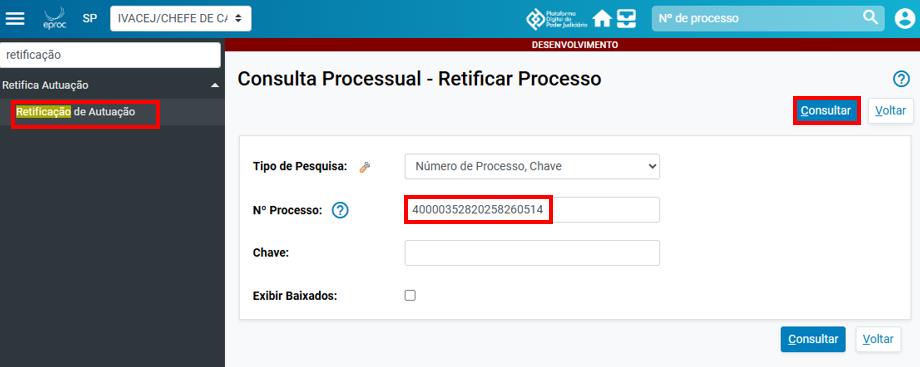 eproc
SP
IVACEJ/CHEFE DE CA
Plataforma
Digital do
Poder Judiciário
Nº de processo
retificação
DESENVOLVIMENTO
Retifica Autuação
Retificação de Autuação
Consulta Processual - Retificar Processo
Consultar
Voltar
Tipo de Pesquisa:
Número de Processo, Chave
Nº Processo:
40000352820258260514
Chave:
Exibir Baixados:
Consultar
Voltar